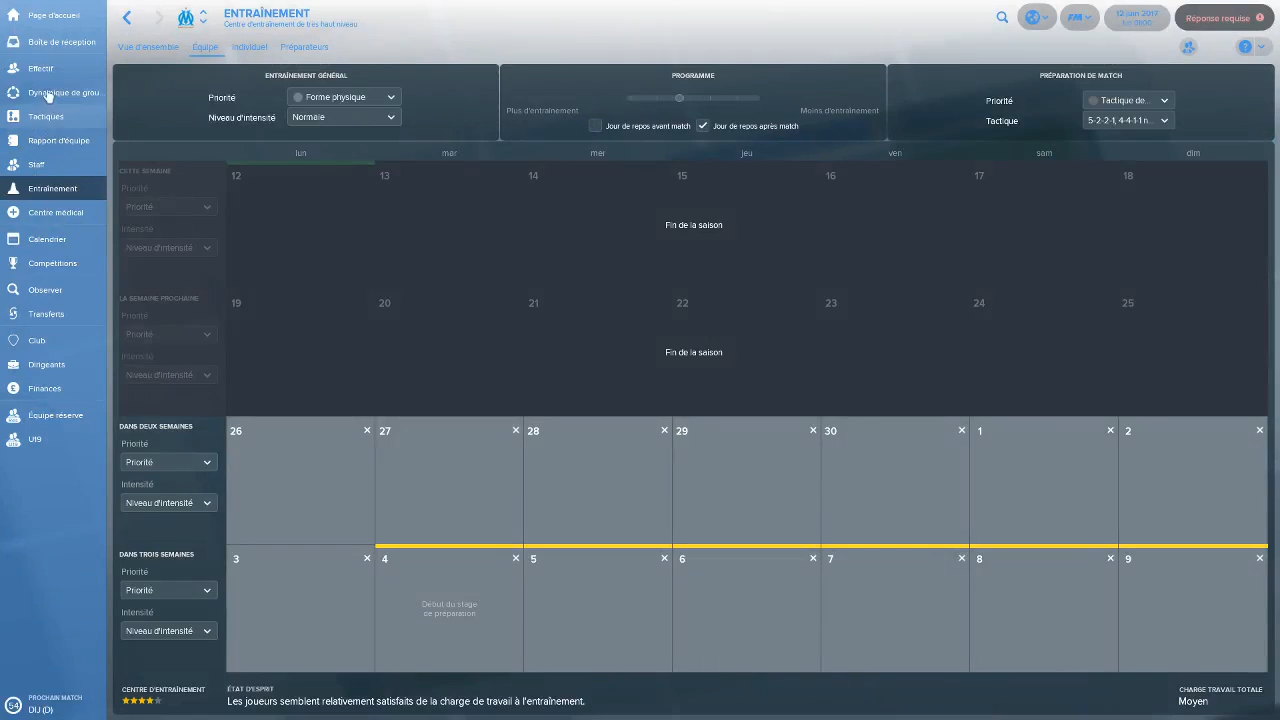 Page d'accueil
Boîte de réception
Effectif
Dynamique de grou...
Tactiques
Rapport d'équipe
Staff
Entraînement
Centre médical
Calendrier
Compétitions
Observer
Transferts
Club
Dirigeants
Finances
Équipe réserve
U19
54
PROCHAIN MATCH
DIJ (D)
ENTRAÎNEMENT
Centre d'entraînement de très haut niveau
FM
12 juin 2017
Réponse requise
Vue d'ensemble
Équipe
Individuel
Préparateurs
ENTRAÎNEMENT GÉNÉRAL
Priorité
Forme physique
Niveau d'intensité
Normale
PROGRAMME
Plus d'entraînement
Moins d'entraînement
Jour de repos avant match
Jour de repos après match
PRÉPARATION DE MATCH
Priorité
Tactique de...
Tactique
5-2-2-1, 4-4-1-1 n...
lun mar mer jeu ven sam dim
CETTE SEMAINE
Priorité
Priorité
Intensité
Niveau d'intensité
12 13 14 15 16 17 18
Fin de la saison
LA SEMAINE PROCHAINE
Priorité
Priorité
Intensité
Niveau d'intensité
19 20 21 22 23 24 25
Fin de la saison
DANS DEUX SEMAINES
Priorité
Priorité
Intensité
Niveau d'intensité
26 27 28 29 30 1 2
DANS TROIS SEMAINES
Priorité
Priorité
Intensité
Niveau d'intensité
3 4 5 6 7 8 9
Début du stage
de préparation
CENTRE D'ENTRAÎNEMENT
ÉTAT D'ESPRIT
Les joueurs semblent relativement satisfaits de la charge de travail à l'entraînement.
CHARGE TRAVAIL TOTALE
Moyen